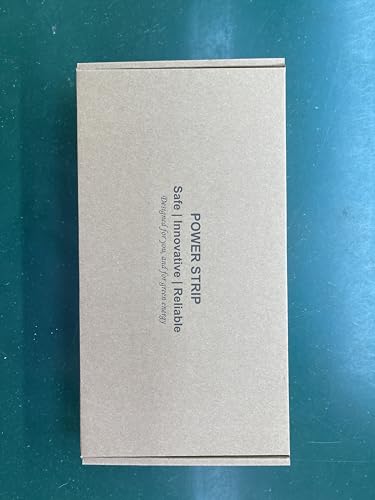 POWER STRIP
Safe | Innovative | Reliable
Designed for you, and for green energy